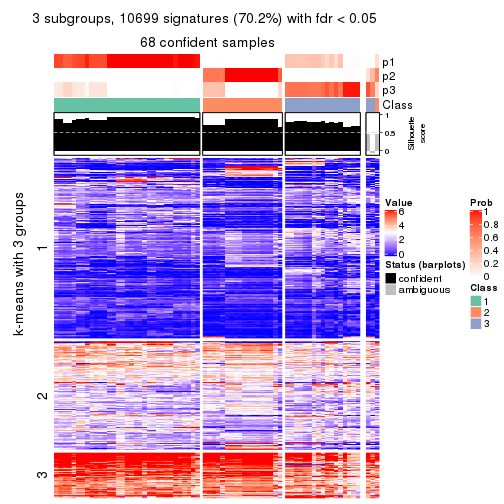 3 subgroups, 10699 signatures (70.2%) with fdr < 0.05
68 confident samples
p1
p2
p3
Class
1
0.5
0
Silhouette
score
k-means with 3 groups
1
2
3
Value
6
4
2
0
Status (barplots)
confident
ambiguous
Prob
1
0.8
0.6
0.4
0.2
0
Class
1
2
3